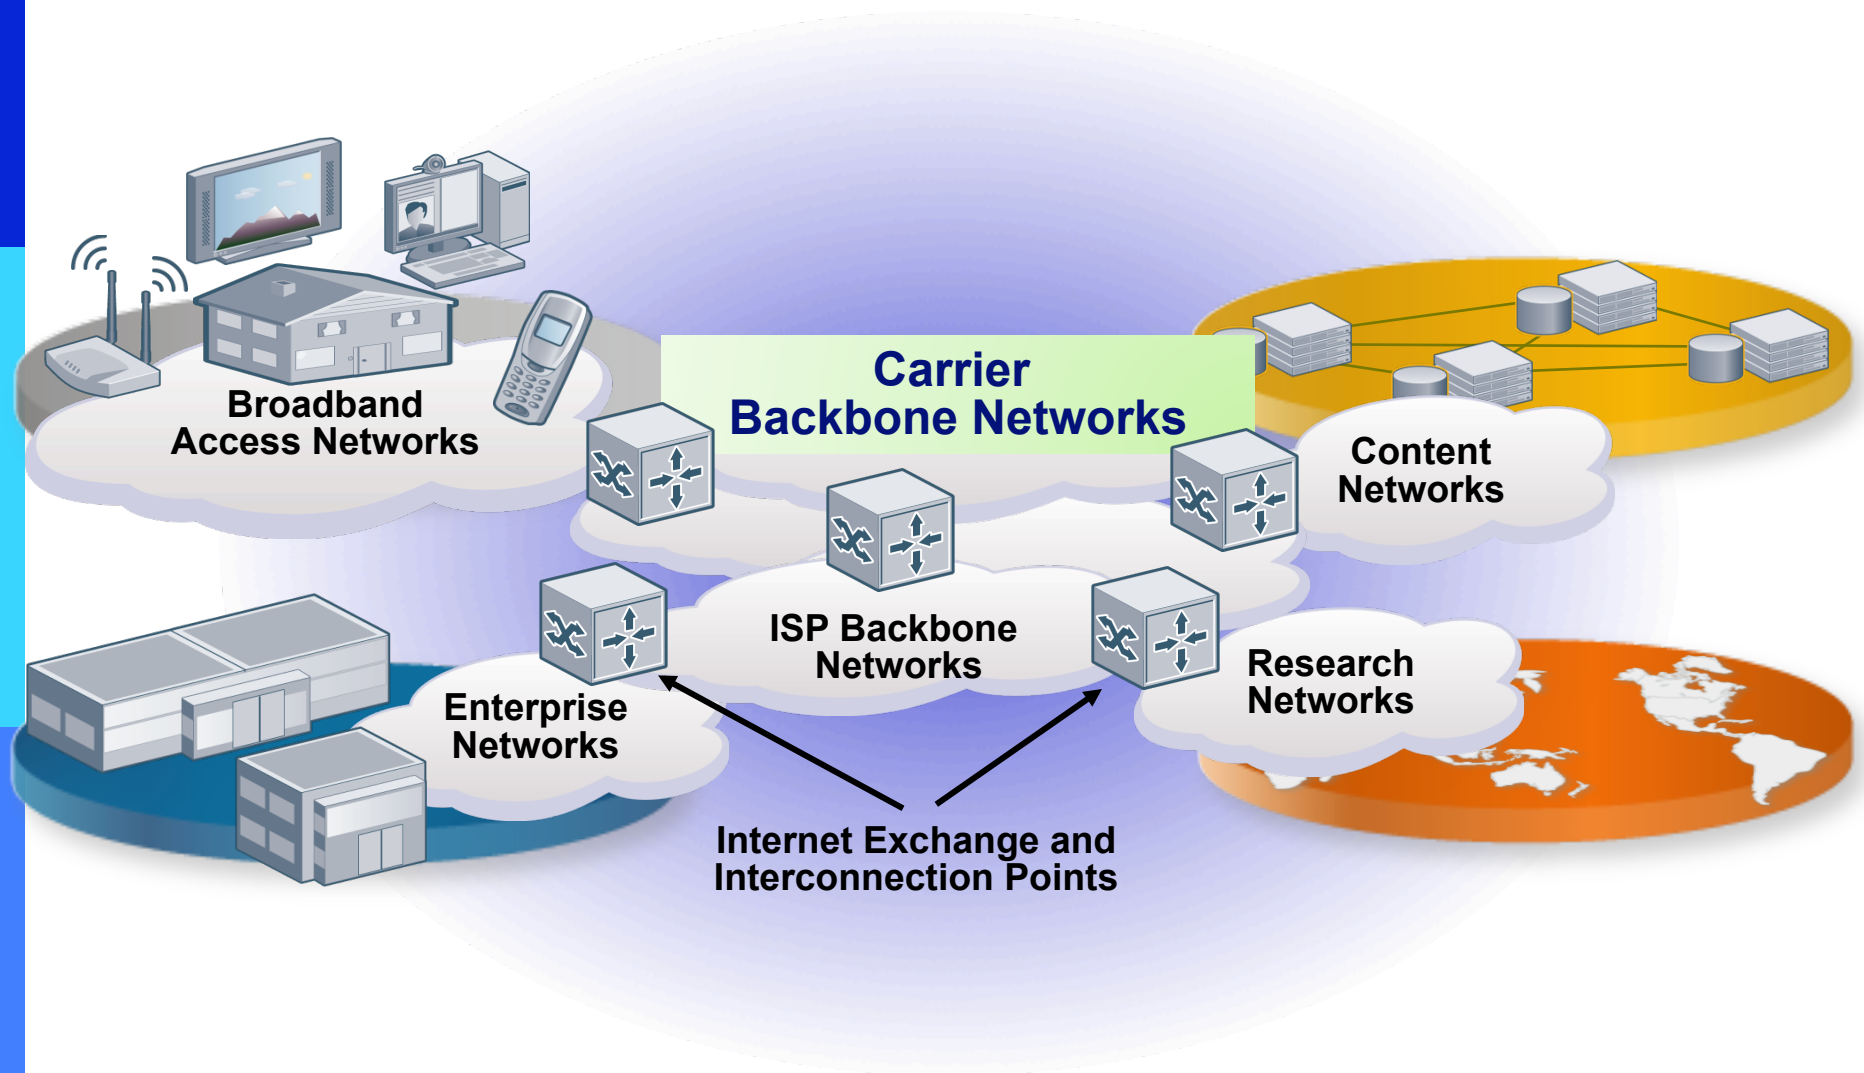 Carrier
Backbone Networks
Broadband
Access Networks
Content
Networks
ISP Backbone
Networks
Research
Networks
Enterprise
Networks
Internet Exchange and
Interconnection Points